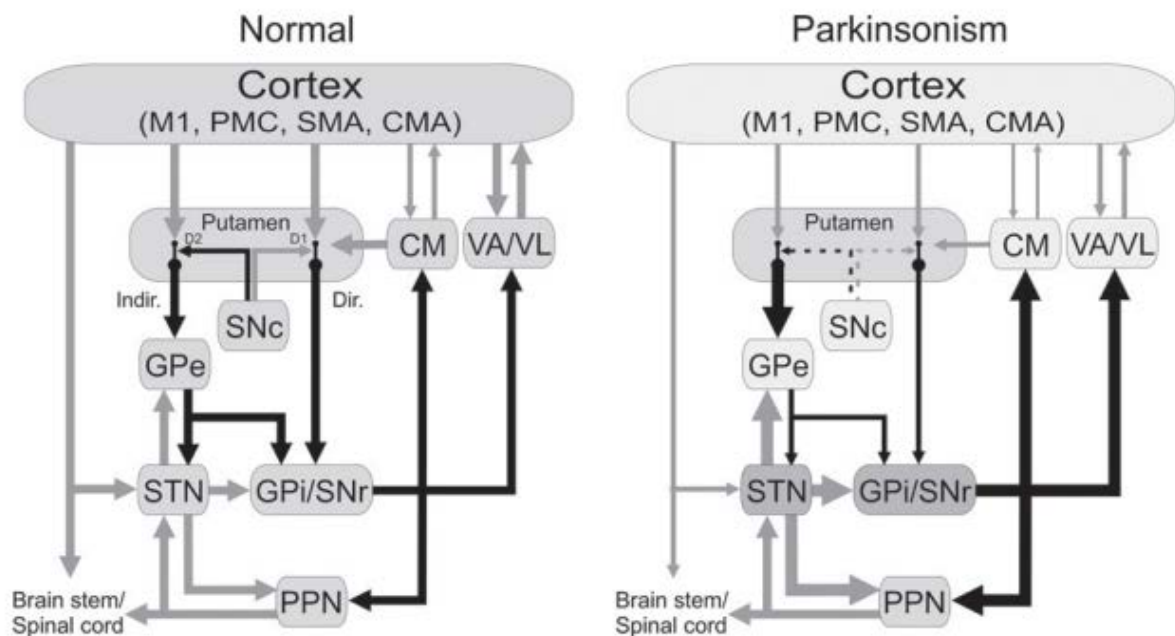 Normal
Cortex
(M1, PMC, SMA, CMA)
Putamen
D2
D1
CM
VA/VL
Indir.
Dir.
SNc
GPe
STN
GPi/SNr
PPN
Brain stem/
Spinal cord
Parkinsonism
Cortex
(M1, PMC, SMA, CMA)
Putamen
CM
VA/VL
SNc
GPe
STN
GPi/SNr
PPN
Brain stem/
Spinal cord